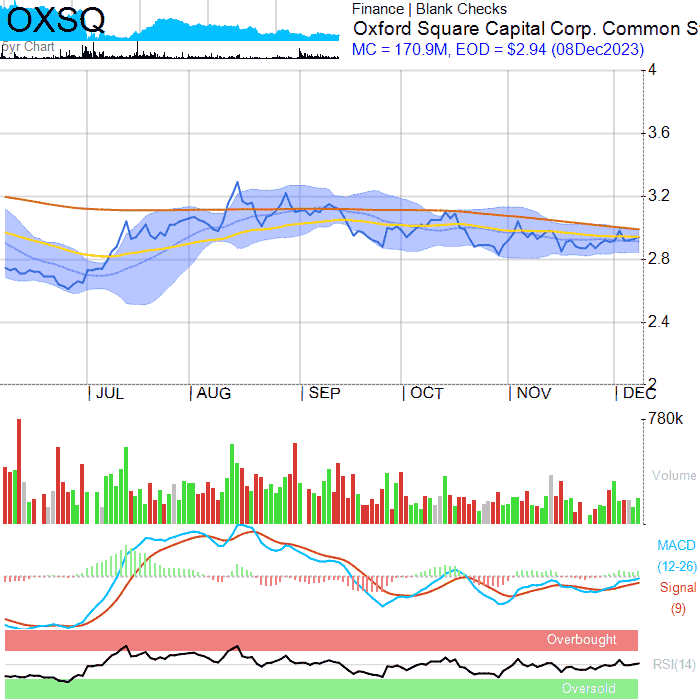 OXSQ
5yr Chart
Finance | Blank Checks
Oxford Square Capital Corp. Common S
MC = 170.9M, EOD = $2.94 (08Dec2023)
4
3.6
3.2
2.8
2.4
2
| JUL | AUG | SEP | OCT | NOV | DEC
780k
Volume
MACD
(12-26)
Signal
(9)
Overbought
RSI(14)
Oversold